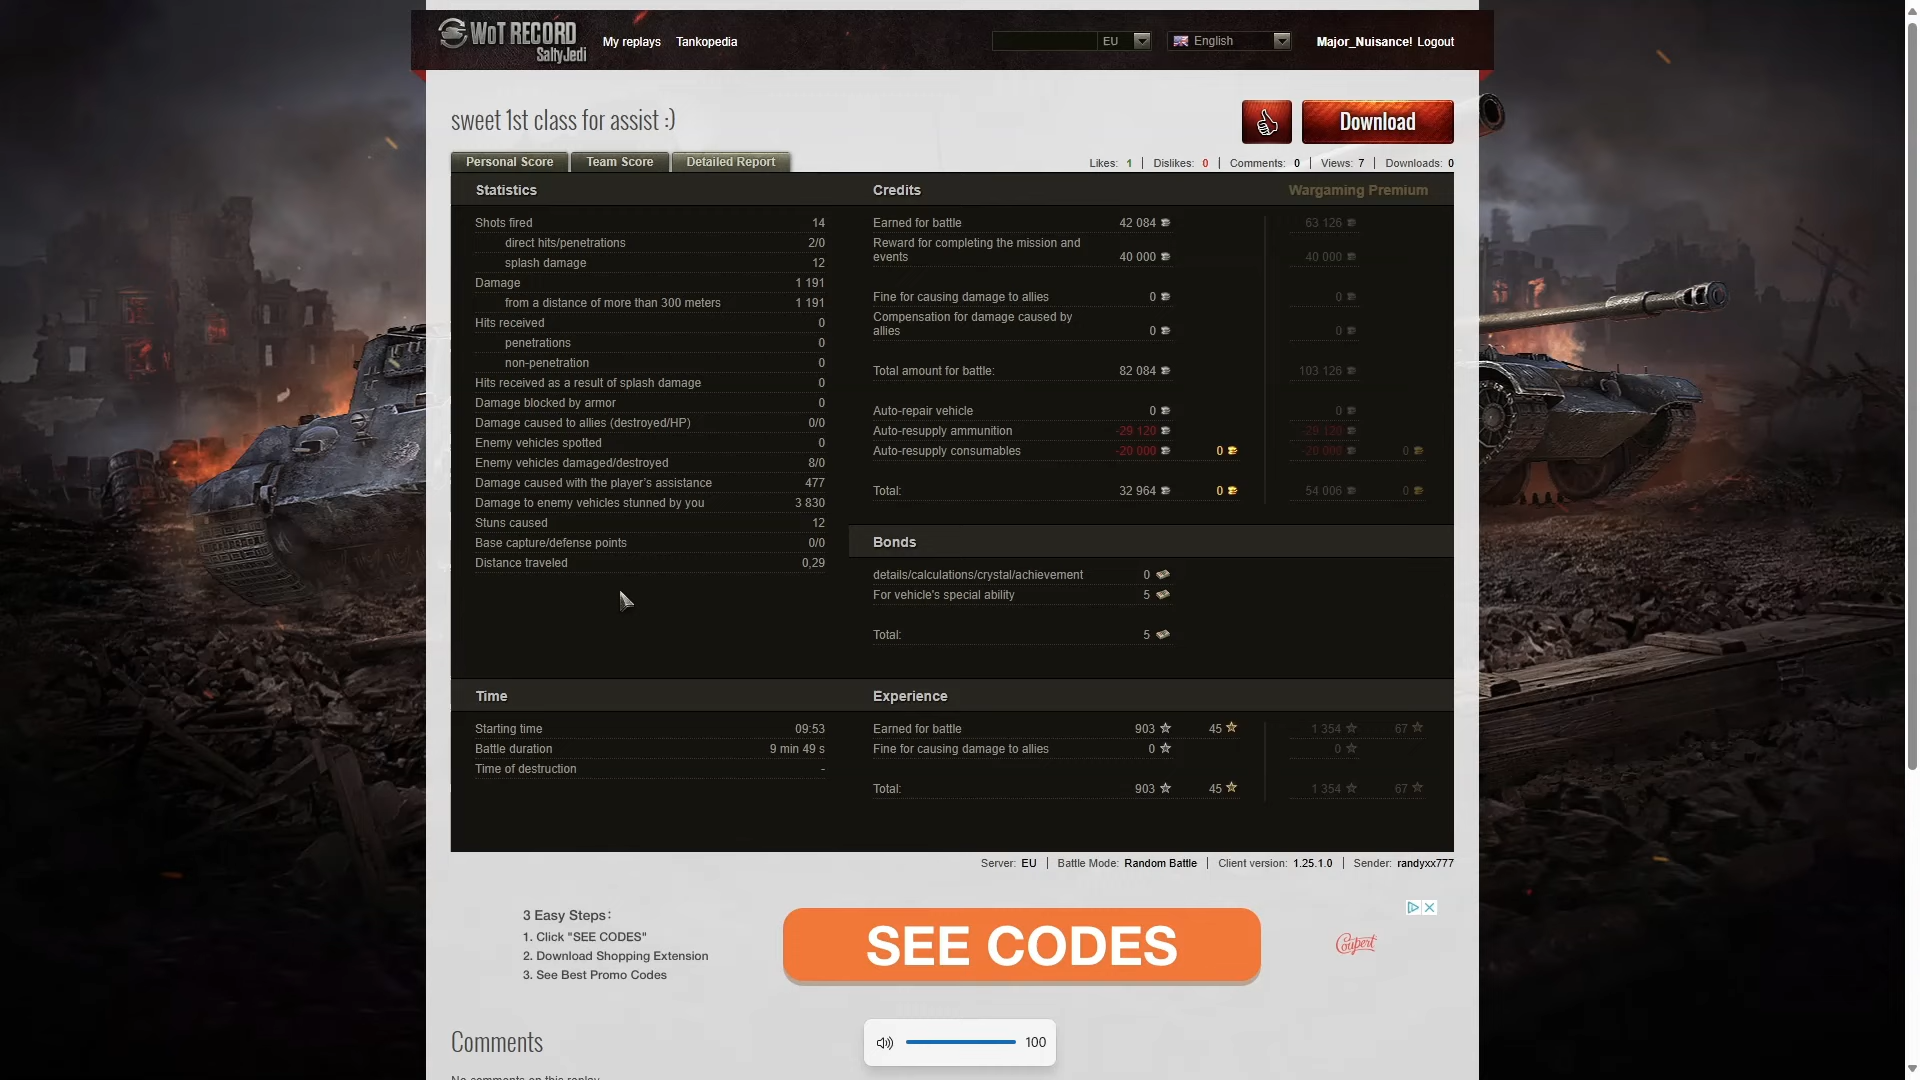 WoT RECORD
SaltyJedi
My replays Tankopedia
EU
English
Major_Nuisance! Logout
sweet 1st class for assist :)
Download
Personal Score Team Score Detailed Report
Likes: 1 | Dislikes: 0 | Comments: 0 | Views: 7 | Downloads: 0
Statistics
Shots fired 14
direct hits/penetrations 2/0
splash damage 12
Damage 1 191
from a distance of more than 300 meters 1 191
Hits received 0
penetrations 0
non-penetration 0
Hits received as a result of splash damage 0
Damage blocked by armor 0
Damage caused to allies (destroyed/HP) 0/0
Enemy vehicles spotted 0
Enemy vehicles damaged/destroyed 8/0
Damage caused with the player's assistance 477
Damage to enemy vehicles stunned by you 3 830
Stuns caused 12
Base capture/defense points 0/0
Distance traveled 0,29
Credits Wargaming Premium
Earned for battle 42 084 63 126
Reward for completing the mission and
events 40 000 40 000
Fine for causing damage to allies 0 0
Compensation for damage caused by
allies 0 0
Total amount for battle: 82 084 103 126
Auto-repair vehicle 0 0
Auto-resupply ammunition -29 120 -29 120
Auto-resupply consumables -20 000 0 -20 000 0
Total: 32 964 0 54 006 0
Bonds
details/calculations/crystal/achievement 0
For vehicle's special ability 5
Total: 5
Time
Starting time 09:53
Battle duration 9 min 49 s
Time of destruction -
Experience
Earned for battle 903 45 1 354 67
Fine for causing damage to allies 0 0
Total: 903 45 1 354 67
Server: EU | Battle Mode: Random Battle | Client version: 1.25.1.0 | Sender: randyxx777
3 Easy Steps:
1. Click "SEE CODES"
2. Download Shopping Extension
3. See Best Promo Codes
SEE CODES
Coupert
Comments
100
No comments on this replay